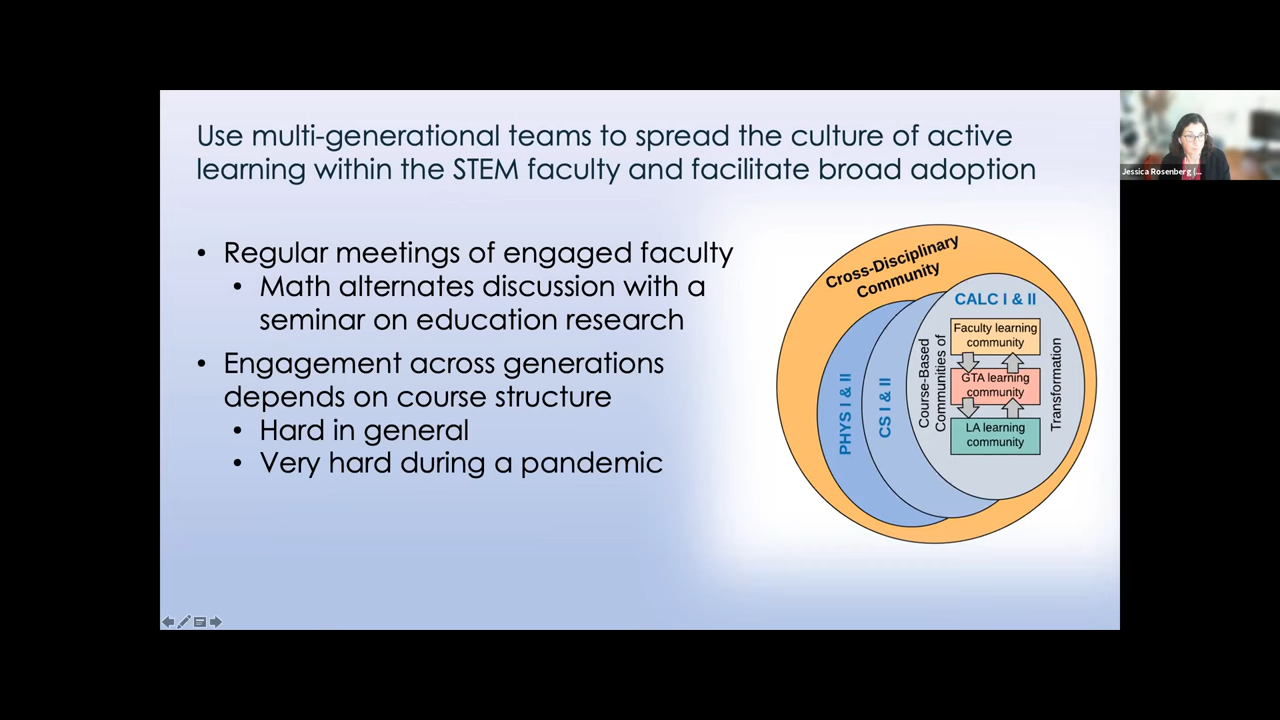 Use multi-generational teams to spread the culture of active
learning within the STEM faculty and facilitate broad adoption
• Regular meetings of engaged faculty
• Math alternates discussion with a
seminar on education research
• Engagement across generations
depends on course structure
• Hard in general
• Very hard during a pandemic
Cross-Disciplinary
Community
PHYS I & II
CS I & II
CALC I & II
Course-Based
Communities of
Transformation
Faculty learning
community
GTA learning
community
LA learning
community
Jessica Rosenberg (...